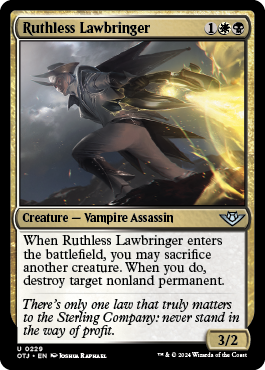 Ruthless Lawbringer 1
Creature — Vampire Assassin
When Ruthless Lawbringer enters
the battlefield, you may sacrifice
another creature. When you do,
destroy target nonland permanent.
There's only one law that truly matters
to the Sterling Company: never stand in
the way of profit.
3/2
U 0229
OTJ • EN Joshua Raphael ™ & © 2024 Wizards of the Coast